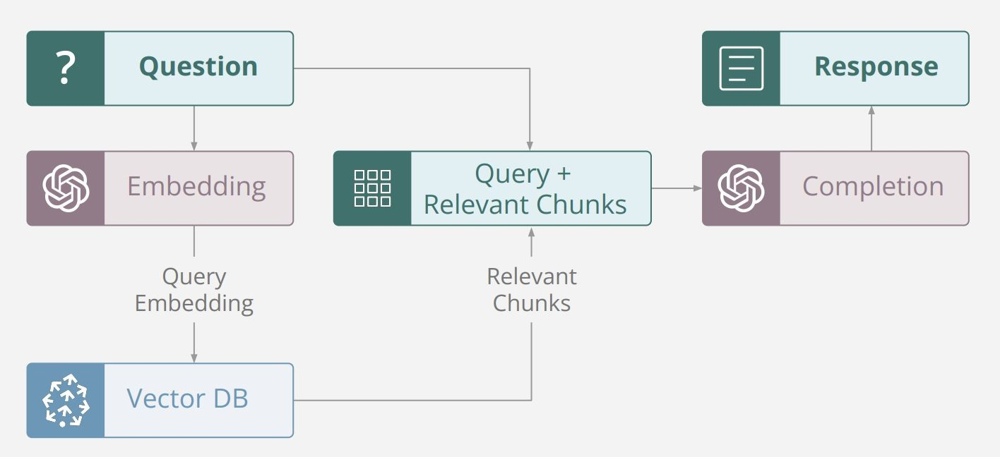 ?
Question
Response
Embedding
Query +
Relevant Chunks
Completion
Query
Embedding
Relevant
Chunks
Vector DB